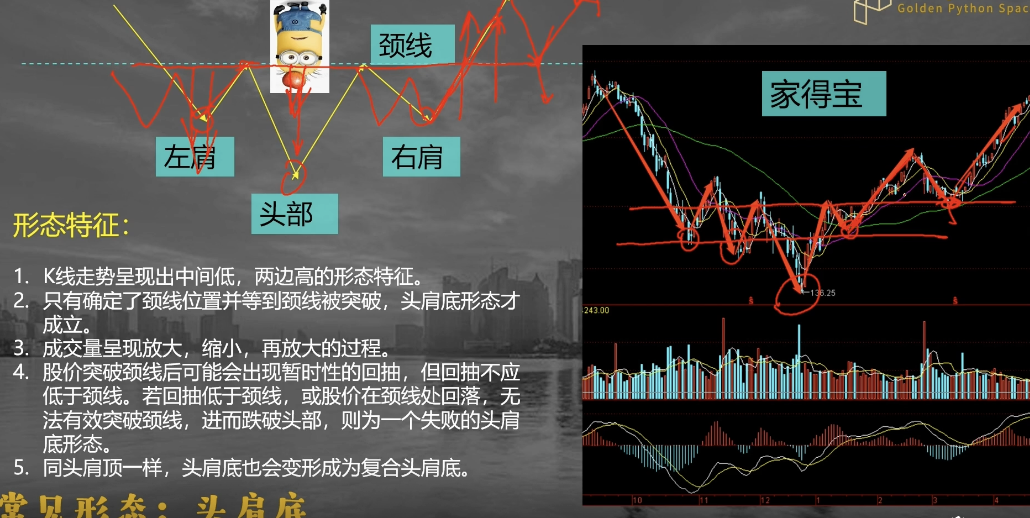 Golden Python Spac
颈线
家得宝
左肩
右肩
头部
形态特征：
1. K线走势呈现出中间低，两边高的形态特征。
2. 只有确定了颈线位置并等到颈线被突破，头肩底形态才
成立。
3. 成交量呈现放大，缩小，再放大的过程。
4. 股价突破颈线后可能会出现暂时性的回抽，但回抽不应
低于颈线。若回抽低于颈线，或股价在颈线处回落，无
法有效突破颈线，进而跌破头部，则为一个失败的头肩
底形态。
5. 同头肩顶一样，头肩底也会变形成为复合头肩底。
136.25
243.00
10 11 12 1 2 3 4
常见形态：头肩底